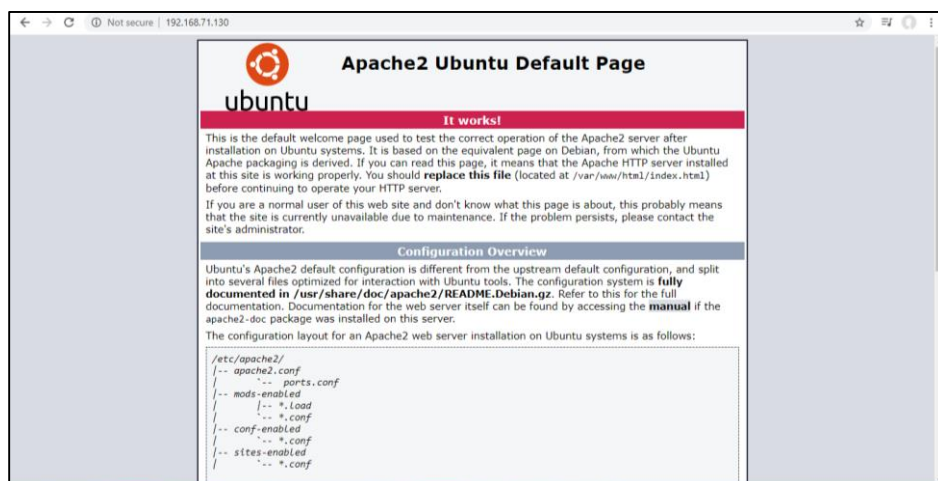 Not secure | 192.168.71.130
ubuntu
Apache2 Ubuntu Default Page
It works!
This is the default welcome page used to test the correct operation of the Apache2 server after
installation on Ubuntu systems. It is based on the equivalent page on Debian, from which the Ubuntu
Apache packaging is derived. If you can read this page, it means that the Apache HTTP server installed
at this site is working properly. You should replace this file (located at /var/www/html/index.html)
before continuing to operate your HTTP server.
If you are a normal user of this web site and don't know what this page is about, this probably means
that the site is currently unavailable due to maintenance. If the problem persists, please contact the
site's administrator.
Configuration Overview
Ubuntu's Apache2 default configuration is different from the upstream default configuration, and split
into several files optimized for interaction with Ubuntu tools. The configuration system is fully
documented in /usr/share/doc/apache2/README.Debian.gz. Refer to this for the full
documentation. Documentation for the web server itself can be found by accessing the manual if the
apache2-doc package was installed on this server.
The configuration layout for an Apache2 web server installation on Ubuntu systems is as follows:
/etc/apache2/
|-- apache2.conf
|       `--  ports.conf
|-- mods-enabled
|       |-- *.load
|       `-- *.conf
|-- conf-enabled
|       `-- *.conf
|-- sites-enabled
|       `-- *.conf